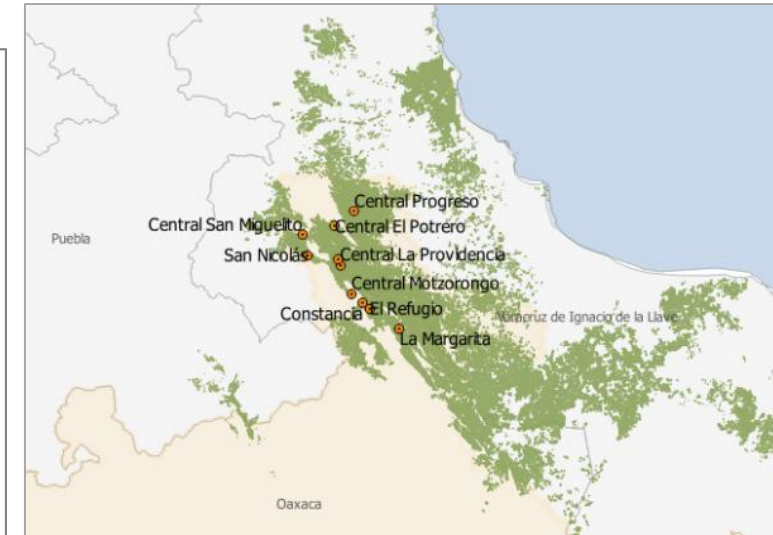 Central Progreso
Central San Miguelito
Central El Potrero
Puebla
San Nicolás
Central La Providencia
Central Motzorongo
Constancia
El Refugio
Veracruz de Ignacio de la Llave
La Margarita
Oaxaca